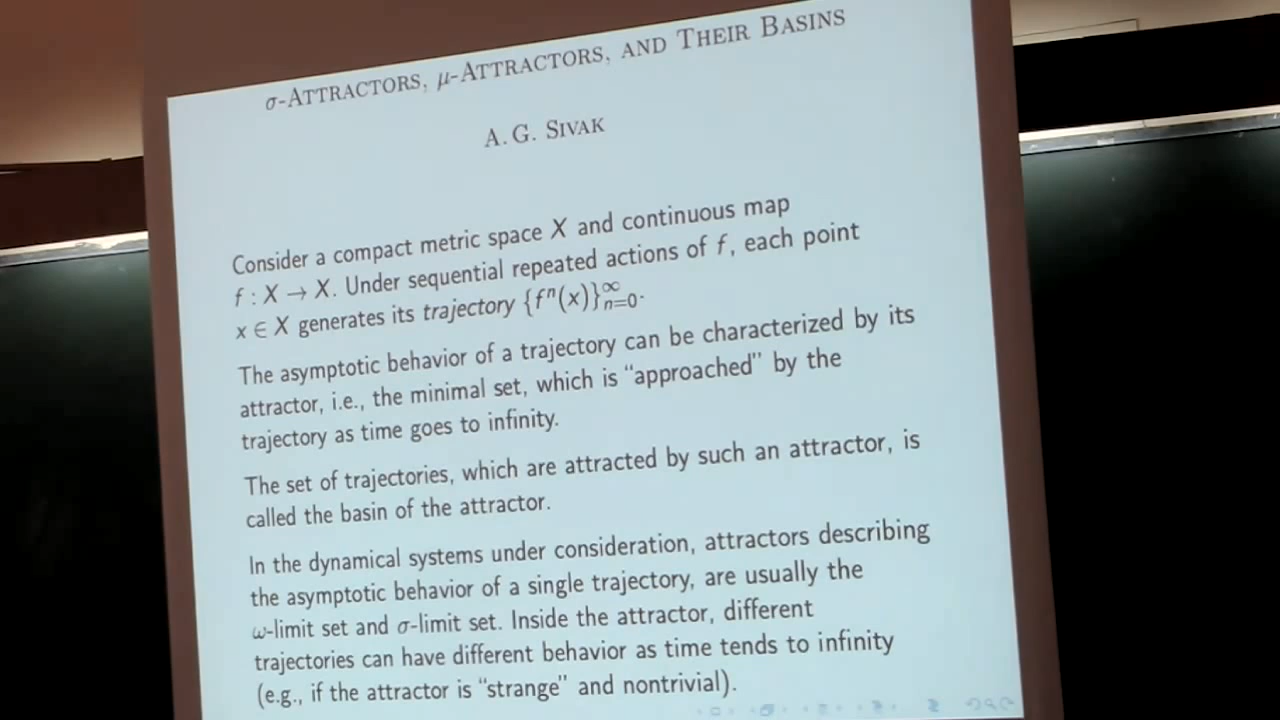 σ-Attractors, μ-Attractors, and Their Basins
A. G. Sivak
Consider a compact metric space X and continuous map
f : X → X. Under sequential repeated actions of f, each point
x ∈ X generates its trajectory {fⁿ(x)}∞n=0.
The asymptotic behavior of a trajectory can be characterized by its
attractor, i.e., the minimal set, which is “approached” by the
trajectory as time goes to infinity.
The set of trajectories, which are attracted by such an attractor, is
called the basin of the attractor.
In the dynamical systems under consideration, attractors describing
the asymptotic behavior of a single trajectory, are usually the
ω-limit set and σ-limit set. Inside the attractor, different
trajectories can have different behavior as time tends to infinity
(e.g., if the attractor is “strange” and nontrivial).